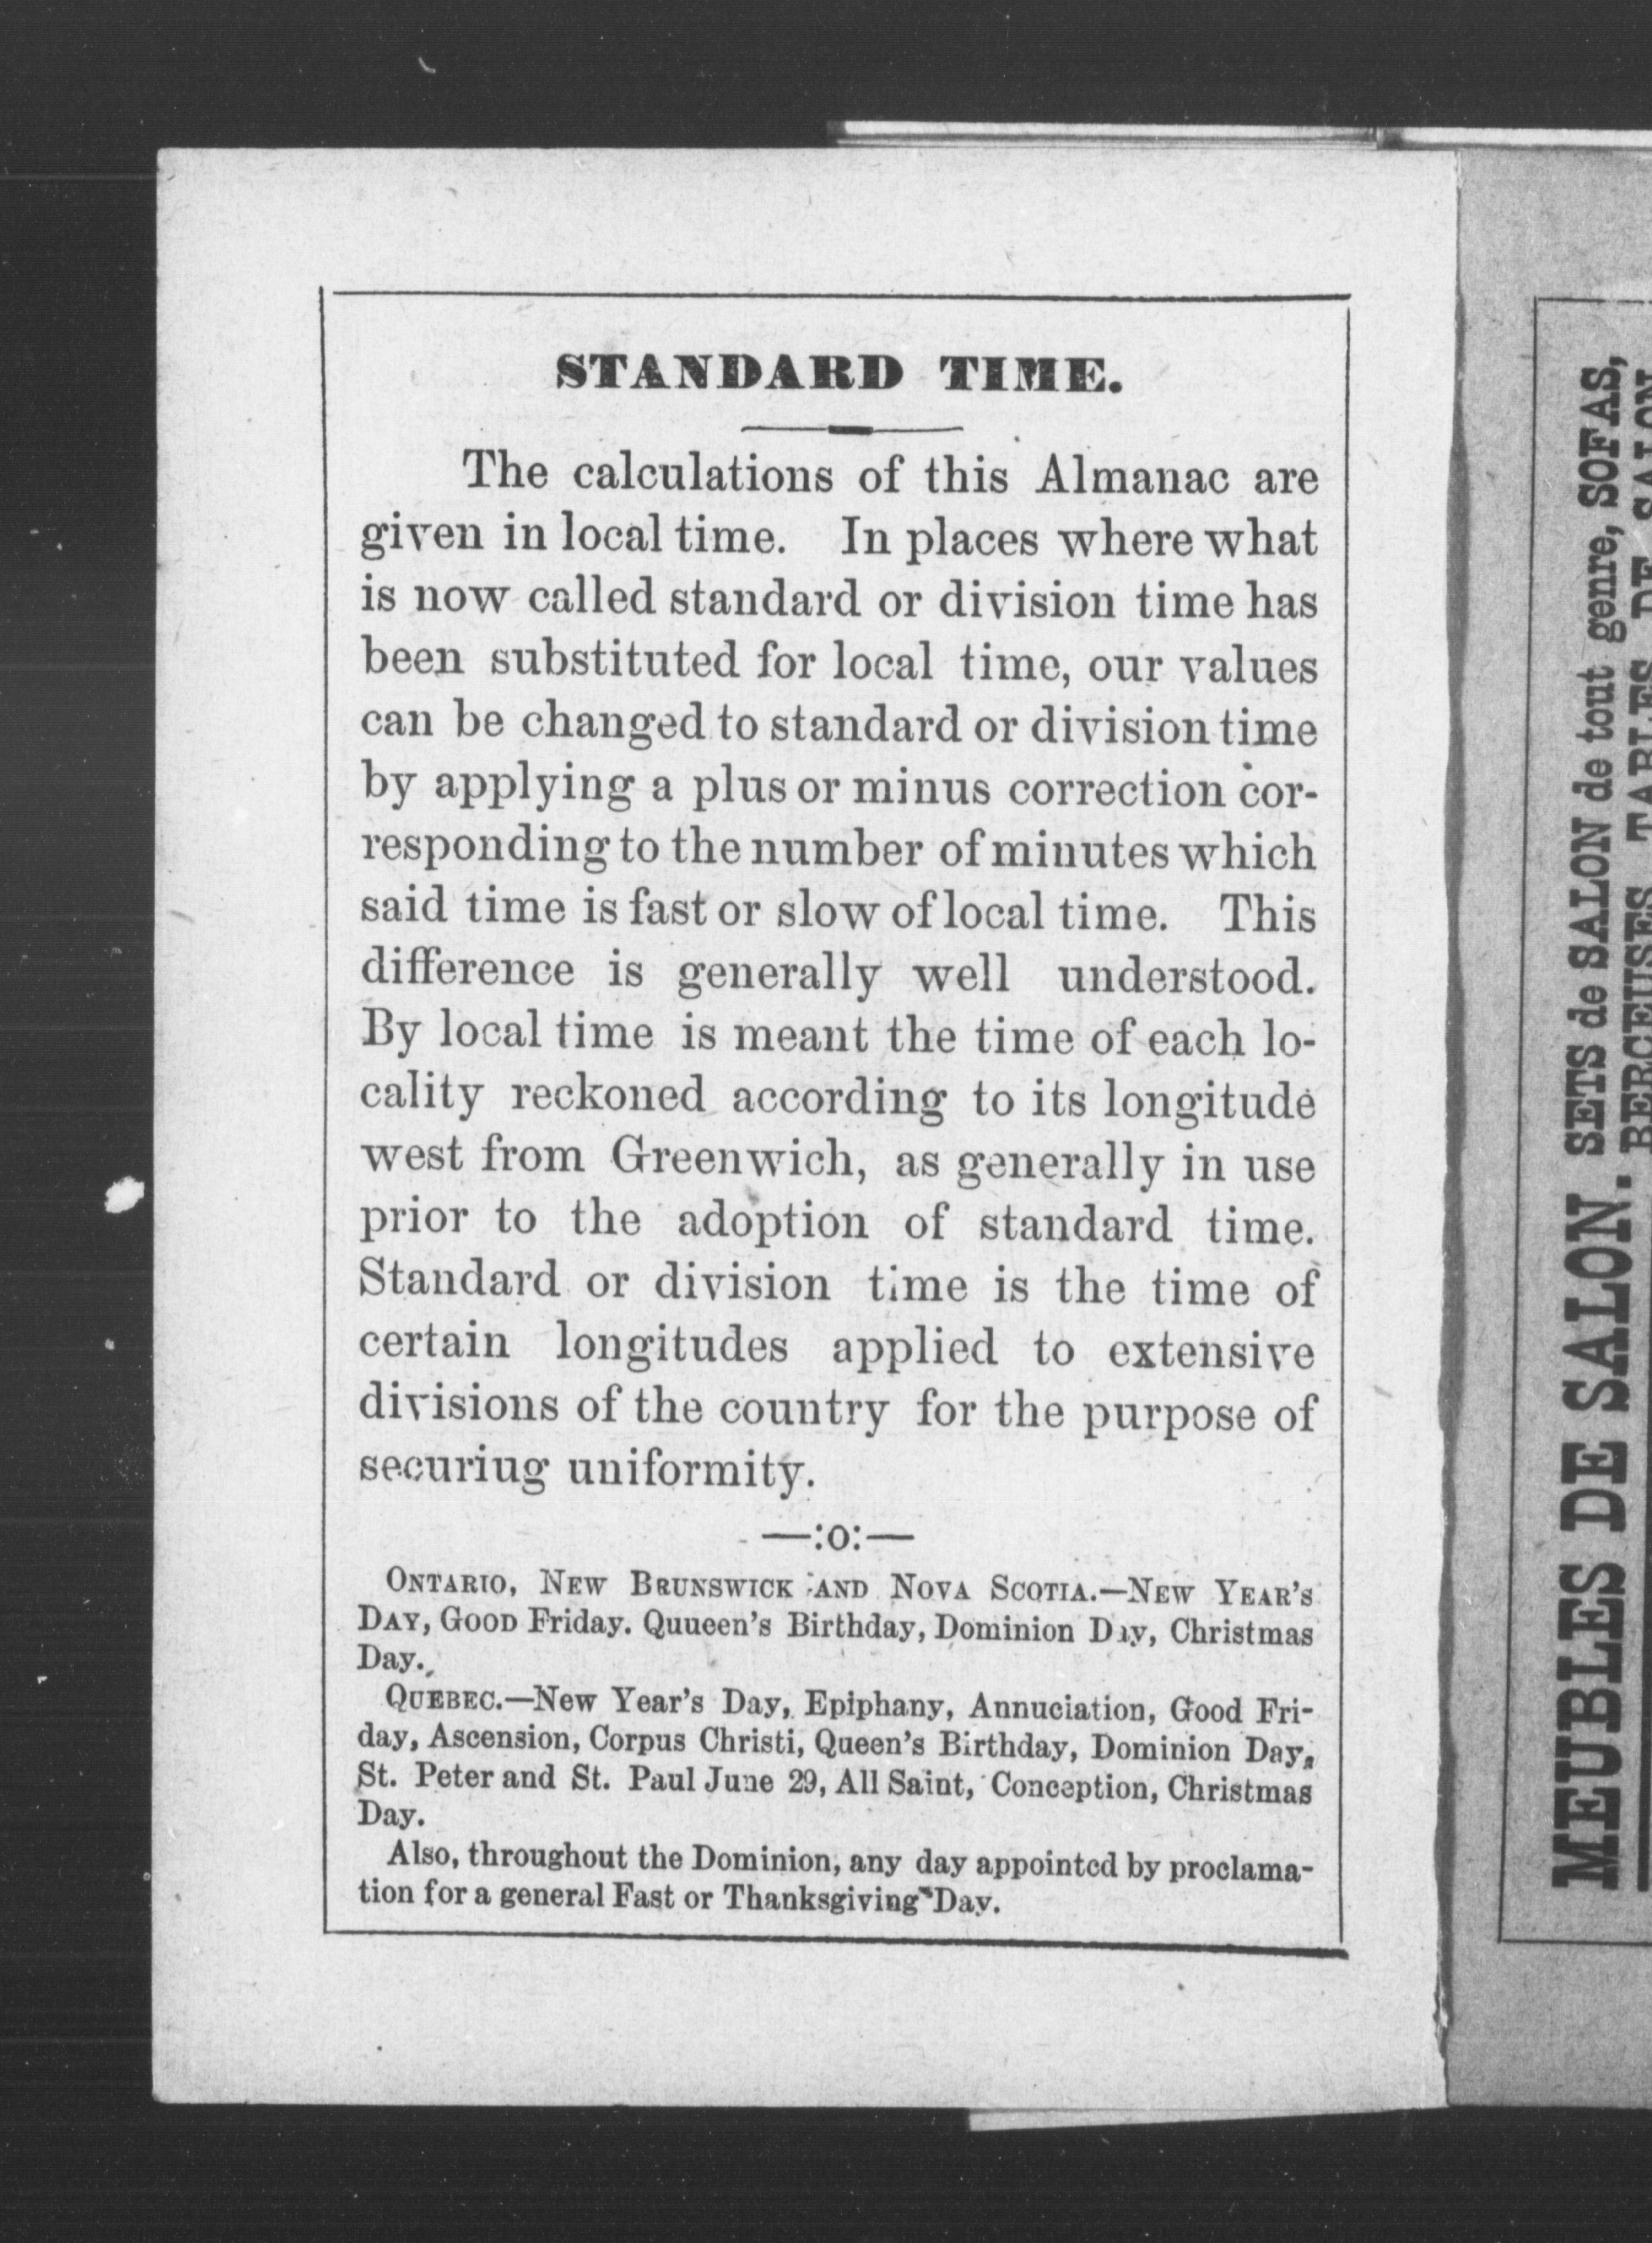 STANDARD TIME.
The calculations of this Almanac are
given in local time. In places where what
is now called standard or division time has
been substituted for local time, our values
can be changed to standard or division time
by applying a plus or minus correction cor-
responding to the number of minutes which
said time is fast or slow of local time. This
difference is generally well understood.
By local time is meant the time of each lo-
cality reckoned according to its longitude
west from Greenwich, as generally in use
prior to the adoption of standard time.
Standard or division time is the time of
certain longitudes applied to extensive
divisions of the country for the purpose of
securiug uniformity.
—:o:—
ONTARIO, NEW BRUNSWICK AND NOVA SCOTIA.—NEW YEAR'S
DAY, GOOD Friday. Quueen's Birthday, Dominion Day, Christmas
Day.
QUEBEC.—New Year's Day, Epiphany, Annuciation, Good Fri-
day, Ascension, Corpus Christi, Queen's Birthday, Dominion Day,
St. Peter and St. Paul June 29, All Saint, Conception, Christmas
Day.
Also, throughout the Dominion, any day appointed by proclama-
tion for a general Fast or Thanksgiving Day.
MEUBLES DE SALON. SETS de SALON de tout genre, SOFAS,
BERCEUSES, TABLES DE SALON